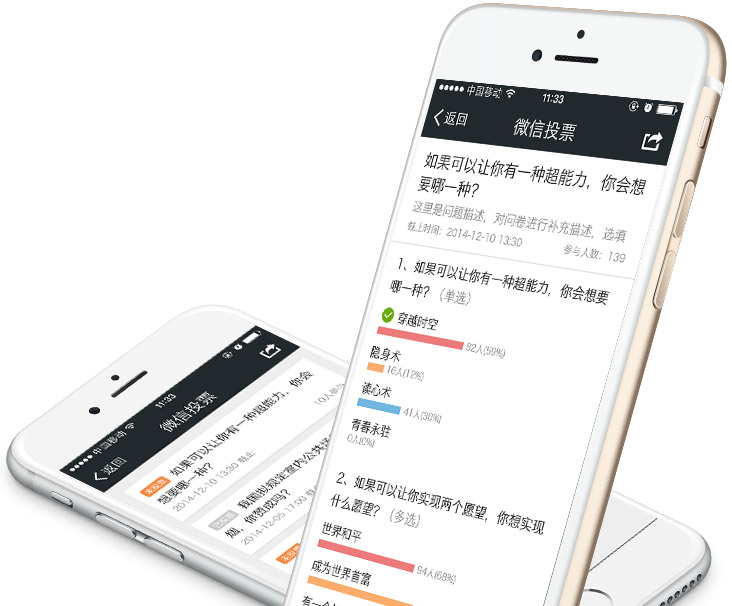 中国移动
11:33
返回
微信投票
如果可以让你有一种超能力，你会想
要哪一种？
这里是问题描述，对问卷进行补充描述，选填
截止时间：2014-12-10 13:30
参与人数：139
1、如果可以让你有一种超能力，你会想要
哪一种？（单选）
穿越时空
82人(59%)
隐身术
16人(12%)
读心术
41人(30%)
青春永驻
0人(0%)
2、如果可以让你实现两个愿望，你想实现
什么愿望？（多选）
世界和平
94人(68%)
成为世界首富
中国移动
11:33
返回
微信投票
未投票 如果可以让你有一种超能力，你会
想要哪一种？
2014-12-10 13:30 截止
10人参与
我国拟规定室内公共场
烟，你赞成吗？
2014-12-05 17:00
未投票